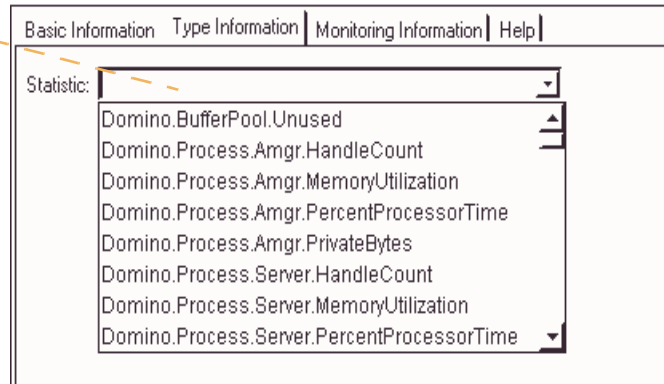 Basic Information Type Information Monitoring Information Help
Statistic:
Domino.BufferPool.Unused
Domino.Process.Amgr.HandleCount
Domino.Process.Amgr.MemoryUtilization
Domino.Process.Amgr.PercentProcessorTime
Domino.Process.Amgr.PrivateBytes
Domino.Process.Server.HandleCount
Domino.Process.Server.MemoryUtilization
Domino.Process.Server.PercentProcessorTime